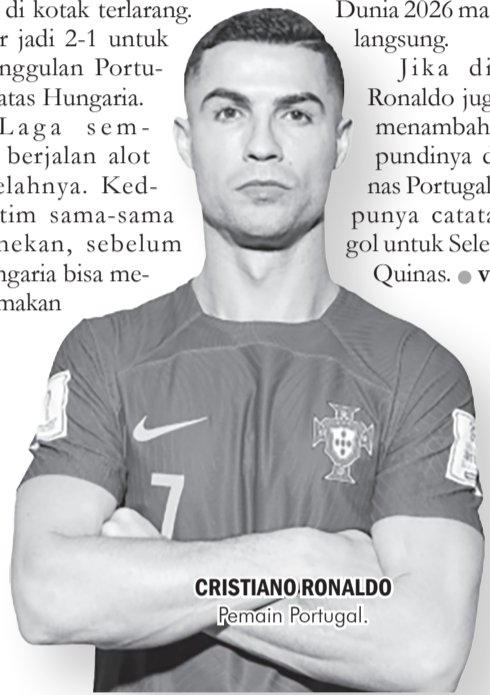 di kotak terlarang.
r jadi 2-1 untuk
nggulan Portu-
atas Hungaria.
Laga sem-
berjalan alot
elahnya. Ked-
tim sama-sama
nekan, sebelum
ngaria bisa me-
makan
Dunia 2026 ma
langsung.
Jika di
Ronaldo jug
menambah
pundinya d
nas Portugal
punya catata
gol untuk Sele
Quinas. ● v
7
CRISTIANO RONALDO
Pemain Portugal.